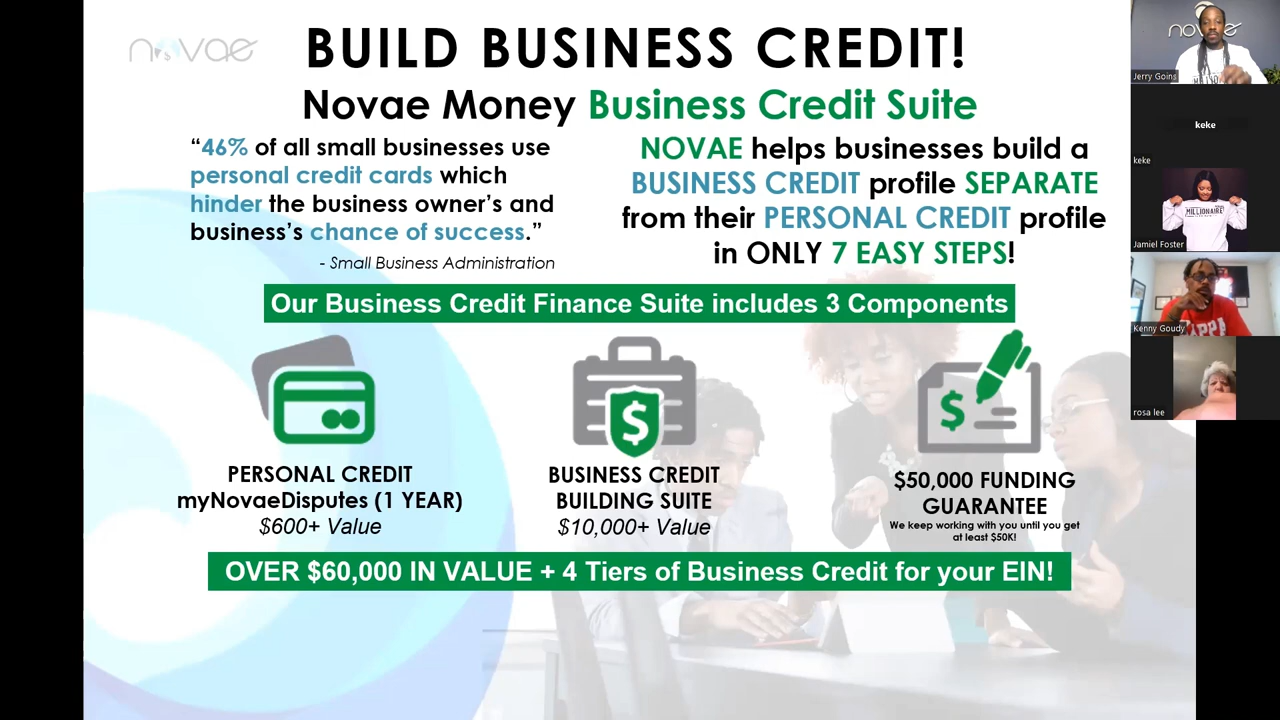 novae
BUILD BUSINESS CREDIT!
Novae Money Business Credit Suite
“46% of all small businesses use
personal credit cards which
hinder the business owner’s and
business’s chance of success.”
- Small Business Administration
NOVAE helps businesses build a
BUSINESS CREDIT profile SEPARATE
from their PERSONAL CREDIT profile
in ONLY 7 EASY STEPS!
Our Business Credit Finance Suite includes 3 Components
$
$
PERSONAL CREDIT
myNovaeDisputes (1 YEAR)
$600+ Value
BUSINESS CREDIT
BUILDING SUITE
$10,000+ Value
$50,000 FUNDING
GUARANTEE
We keep working with you until you get
at least $50K!
OVER $60,000 IN VALUE + 4 Tiers of Business Credit for your EIN!
Jerry Goins
keke
keke
MILLIONAIRE
Jamiel Foster
Kenny Goudy
rosa lee